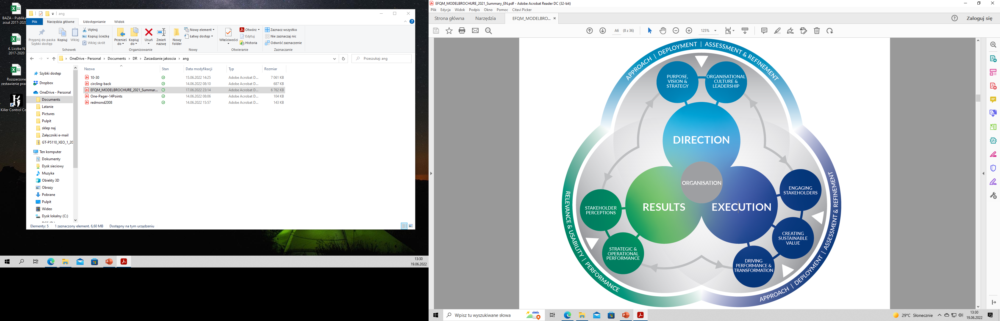 BAZA - Publika
zrzut 2017-2020
4. Liczba N
2017-2020
Rozszerzone
zestawienie prac
Killer Control Ce
ang
Plik
Narzędzia główne
Udostępnianie
Widok
Przypnij do paska
Szybki dostęp
Kopiuj
Wklej
Wytnij
Kopiuj ścieżkę
Wklej skrót
Schowek
Przenieś
do
Kopiuj
do
Usuń
Zmień
nazwę
Organizowanie
Nowy
folder
Nowy element
Łatwy dostęp
Nowy
Właściwości
Otwórz
Edytuj
Historia
Otwieranie
Zaznacz wszystko
Nie zaznaczaj nic
Odwróć zaznaczenie
Zaznaczanie
OneDrive - Personal > Documents > DR > Zarzadzanie jakoscia > ang
Przeszukaj: ang
Szybki dostęp
Dropbox
OneDrive - Personal
Documents
Latanie
Pictures
Pulpit
sklep naj
Załączniki e-mail
GT-P5110_XEO_1_20
Ten komputer
Dokumenty
Dysk sieciowy
Muzyka
Obiekty 3D
Obrazy
Pobrane
Pulpit
Wideo
Dysk lokalny (C:)
Nazwa Stan Data modyfikacji Typ Rozmiar
10-30 15.06.2022 14:25 Adobe Acrobat D... 7 061 KB
circling-back 14.06.2022 08:10 Adobe Acrobat D... 687 KB
EFQM_MODELBROCHURE_2021_Summar... 17.06.2022 23:14 Adobe Acrobat D... 6 762 KB
One-Pager-14Points 14.06.2022 08:06 Adobe Acrobat D... 104 KB
redmond2008 14.06.2022 15:57 Adobe Acrobat D... 143 KB
Elementy: 5 1 zaznaczony element. 6,60 MB Dostępny na tym urządzeniu
13:30
19.06.2022
EFQM_MODELBROCHURE_2021_Summary_EN.pdf - Adobe Acrobat Reader DC (32-bit)
Plik Edycja Widok Podpis Okno Pomoc Citavi Picker
Strona główna Narzędzia EFQM_MODELBRO... ×
Zaloguj się
A6 (8 z 36)
125%
APPROACH | DEPLOYMENT | ASSESSMENT & REFINEMENT
PURPOSE,
VISION &
STRATEGY
ORGANISATIONAL
CULTURE &
LEADERSHIP
DIRECTION
ORGANISATION
RESULTS
EXECUTION
STAKEHOLDER
PERCEPTIONS
STRATEGIC &
OPERATIONAL
PERFORMANCE
ENGAGING
STAKEHOLDERS
CREATING
SUSTAINABLE
VALUE
DRIVING
PERFORMANCE &
TRANSFORMATION
RELEVANCE & USABILITY | PERFORMANCE
APPROACH | DEPLOYMENT | ASSESSMENT & REFINEMENT
Wpisz tu wyszukiwane słowa
29°C Słonecznie
13:30
19.06.2022